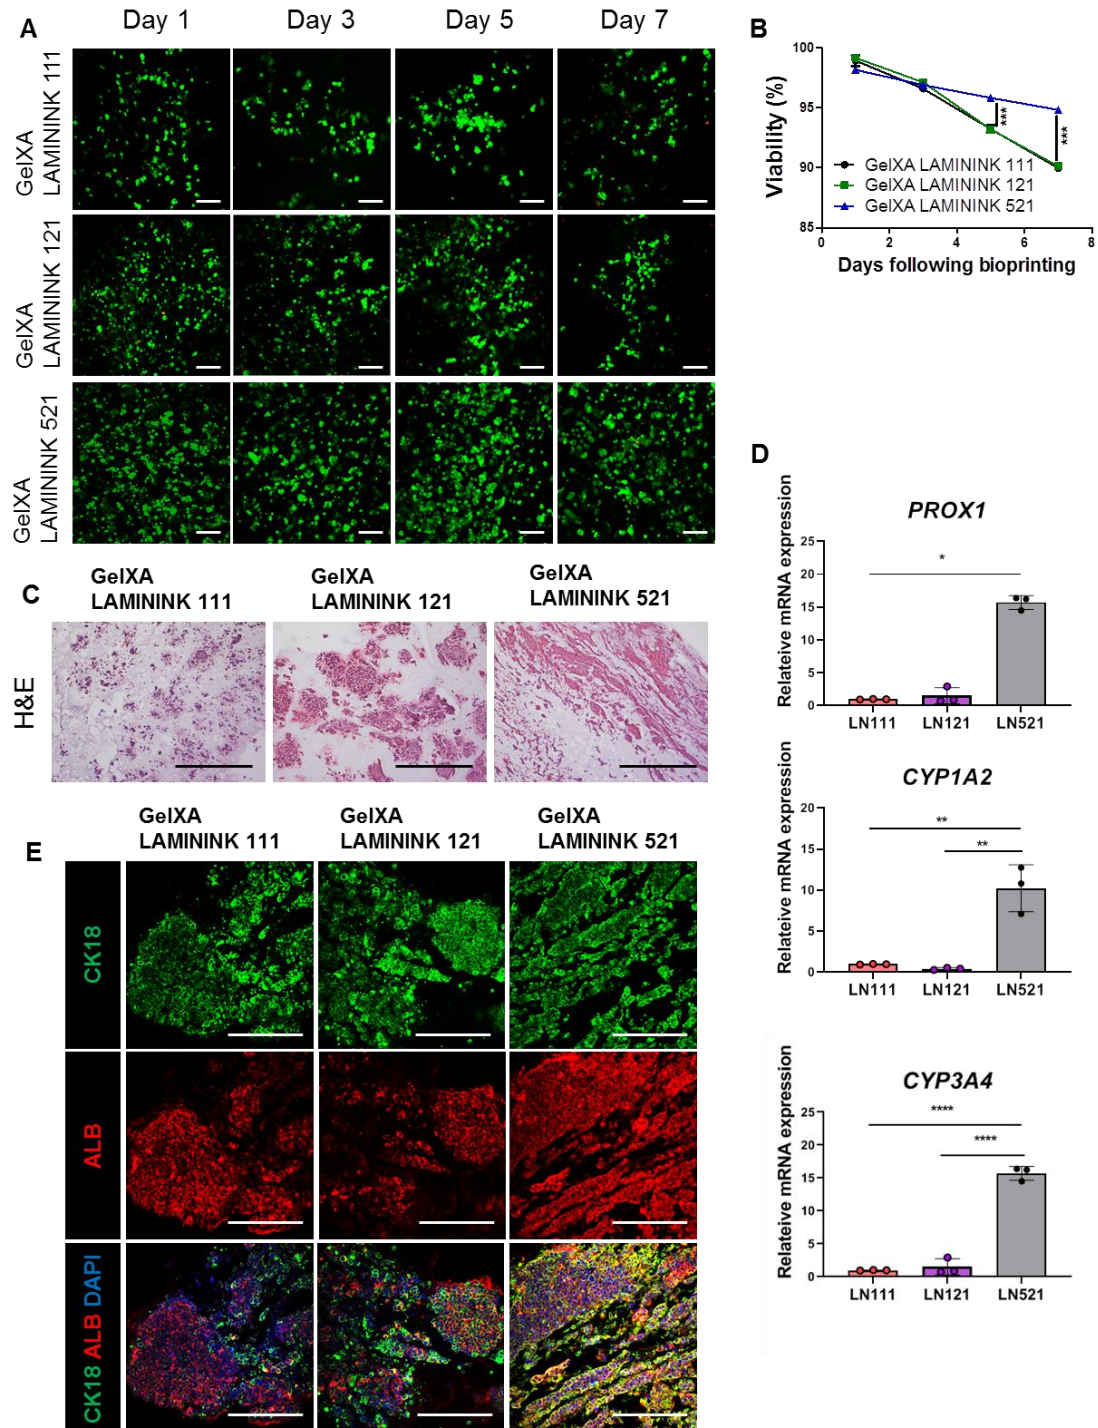 A
Day 1
Day 3
Day 5
Day 7
GelXA
LAMININK 111
GelXA
LAMININK 121
GelXA
LAMININK 521
B
Viability (%)
100
95
90
85
0
2
4
6
8
***
***
GelXA LAMININK 111
GelXA LAMININK 121
GelXA LAMININK 521
Days following bioprinting
C
GelXA
LAMININK 111
GelXA
LAMININK 121
GelXA
LAMININK 521
H&E
D
PROX1
Relateive mRNA expression
25
20
15
10
5
0
*
LN111
LN121
LN521
CYP1A2
Relateive mRNA expression
20
15
10
5
0
**
**
LN111
LN121
LN521
CYP3A4
Relateive mRNA expression
25
20
15
10
5
0
****
****
LN111
LN121
LN521
E
GelXA
LAMININK 111
GelXA
LAMININK 121
GelXA
LAMININK 521
CK18
ALB
CK18 ALB DAPI